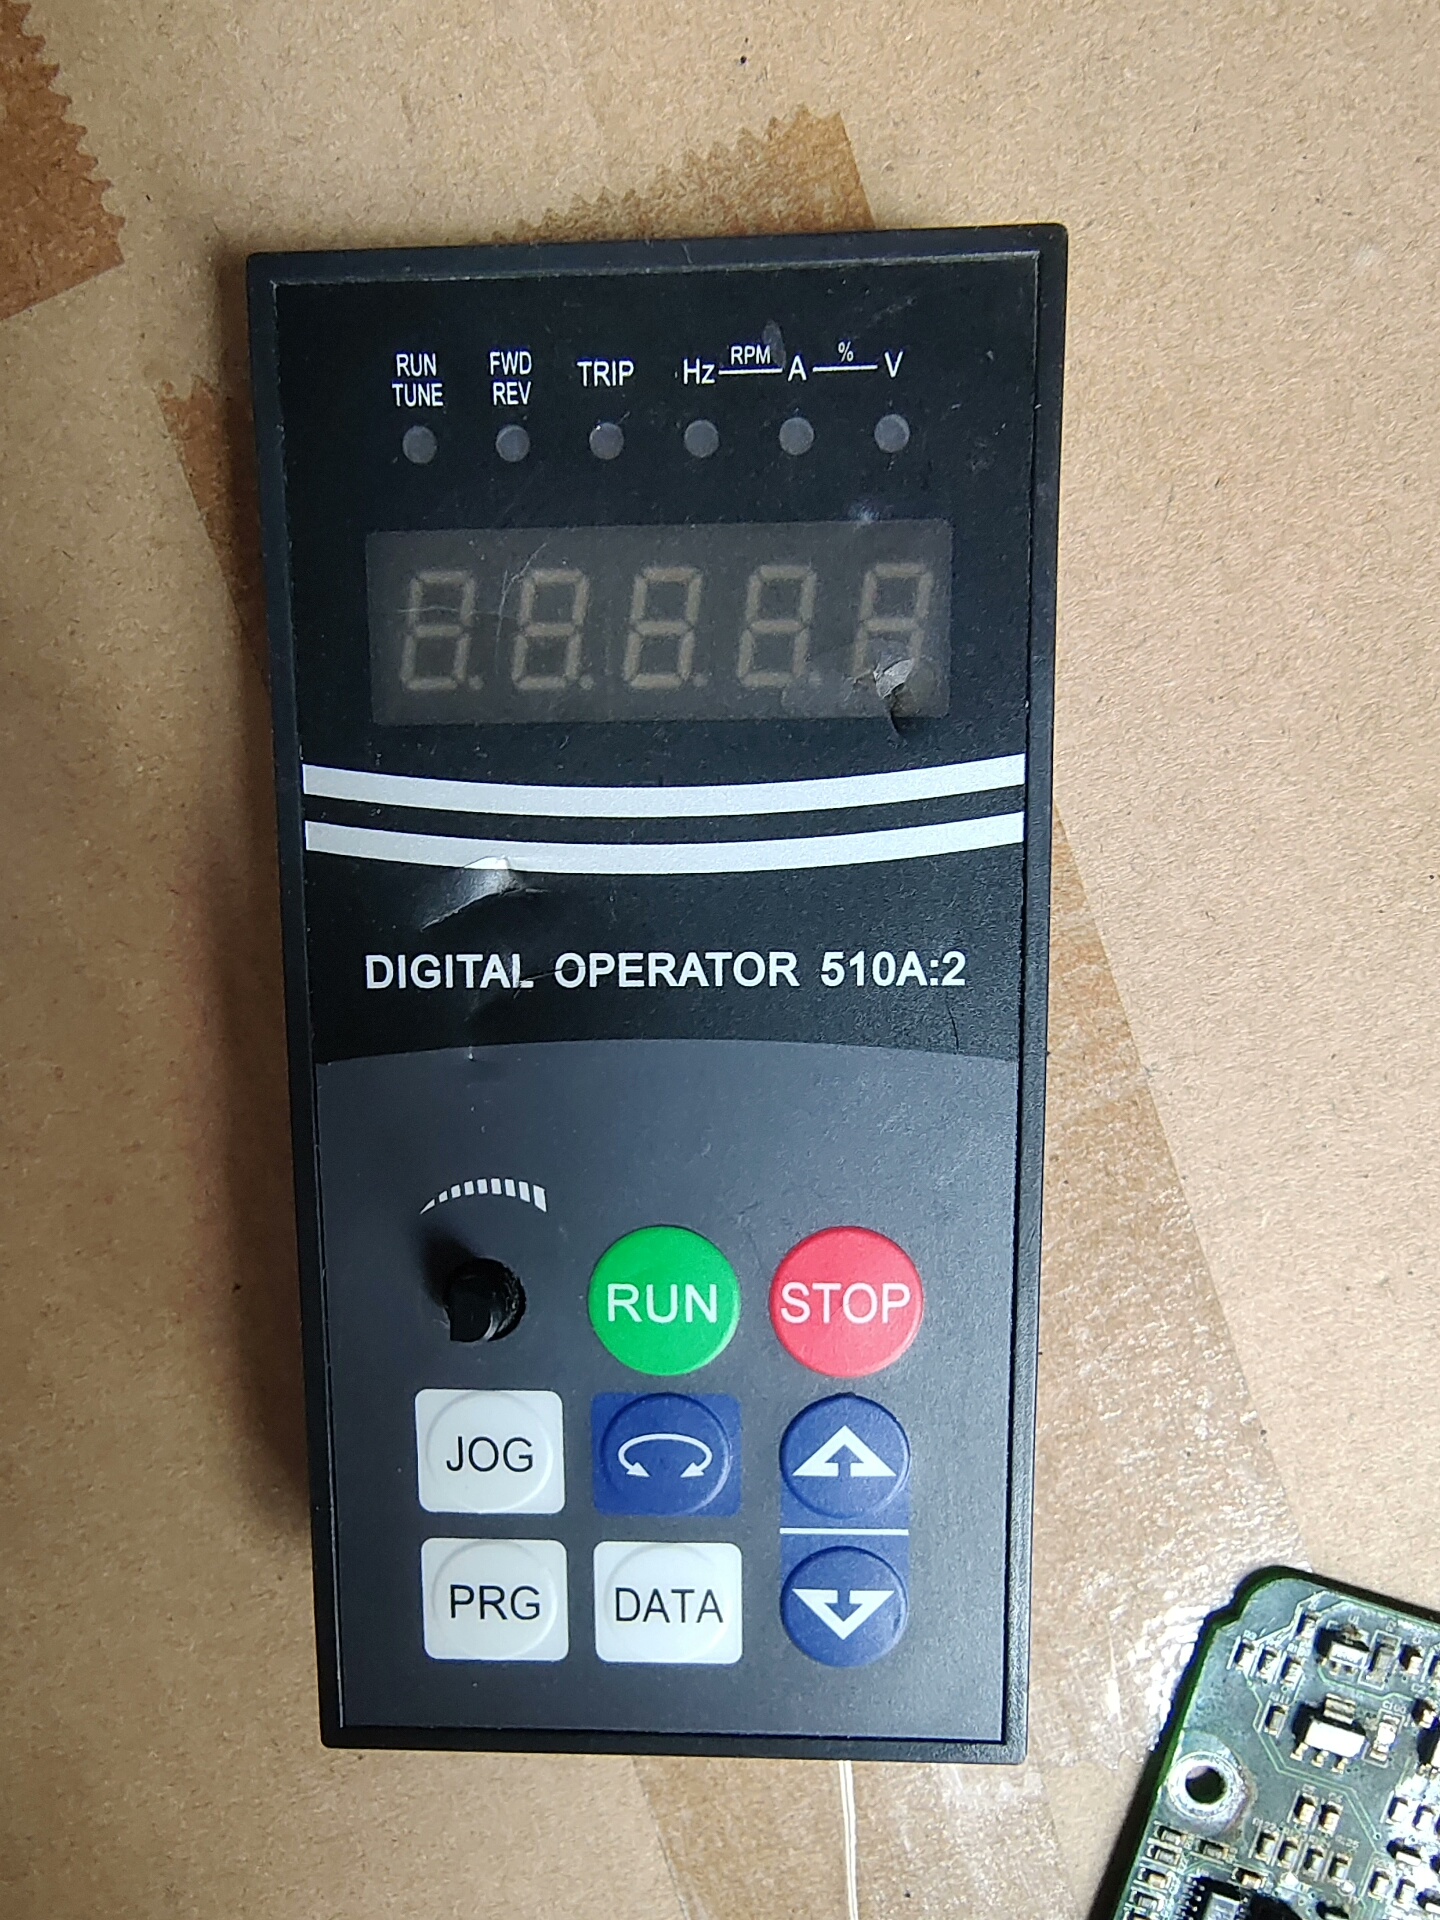 RUN
TUNE
FWD
REV
TRIP
Hz RPM A % V
DIGITAL OPERATOR 510A:2
RUN STOP
JOG
PRG DATA